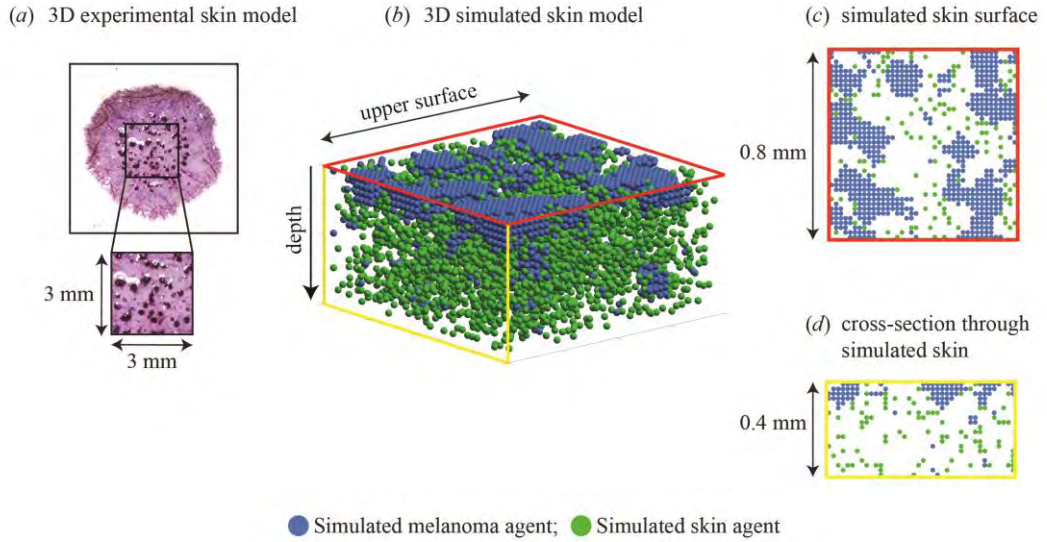 (a) 3D experimental skin model
3 mm
3 mm
(b) 3D simulated skin model
upper surface
depth
(c) simulated skin surface
0.8 mm
(d) cross-section through
simulated skin
0.4 mm
Simulated melanoma agent; Simulated skin agent